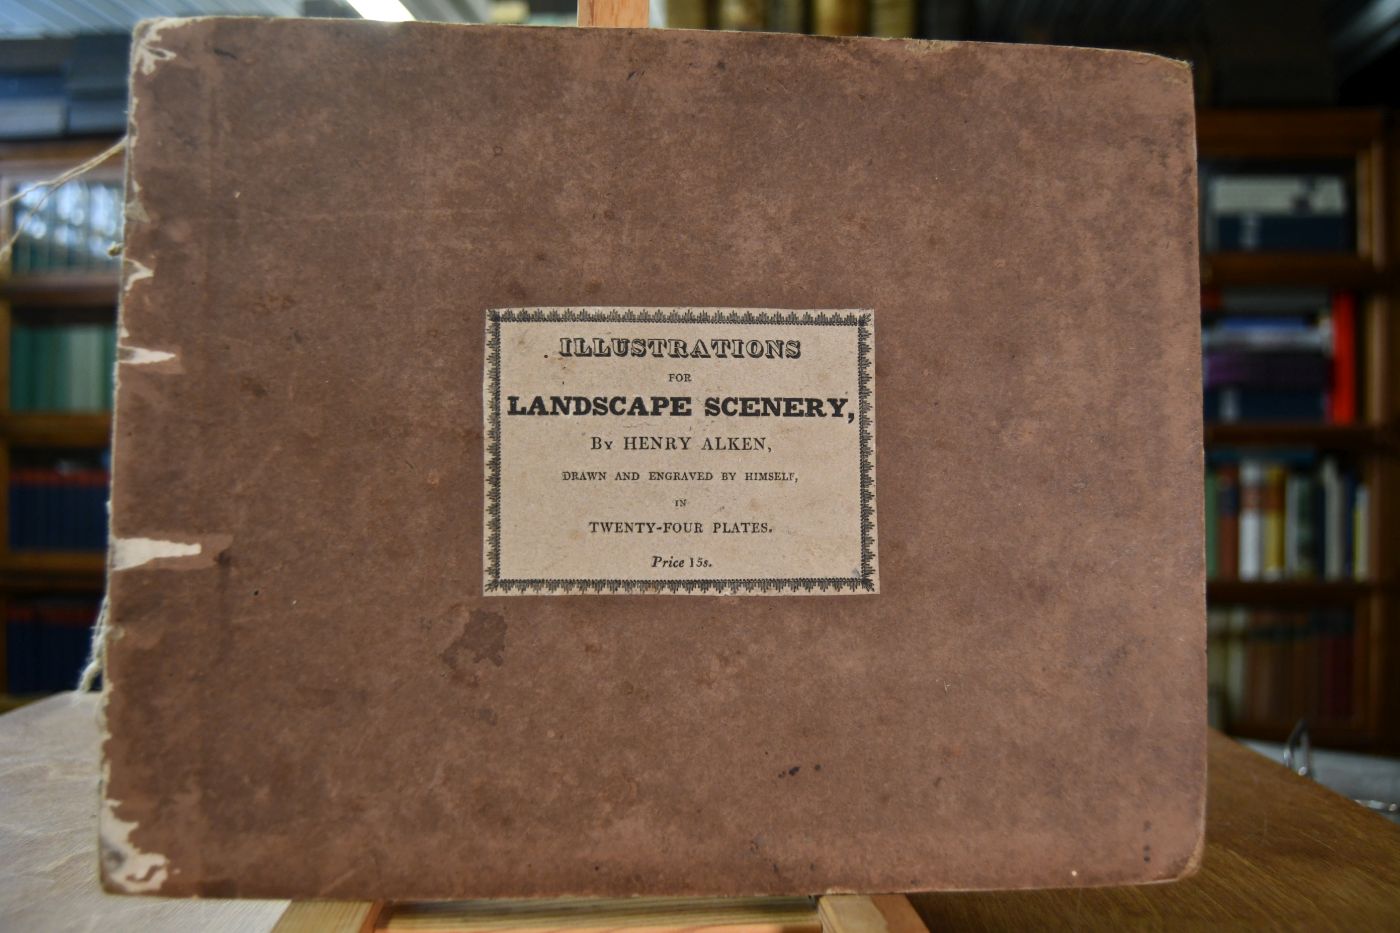 ILLUSTRATIONS
FOR
LANDSCAPE SCENERY,
By HENRY ALKEN,
DRAWN AND ENGRAVED BY HIMSELF,
IN
TWENTY-FOUR PLATES.
Price 15s.